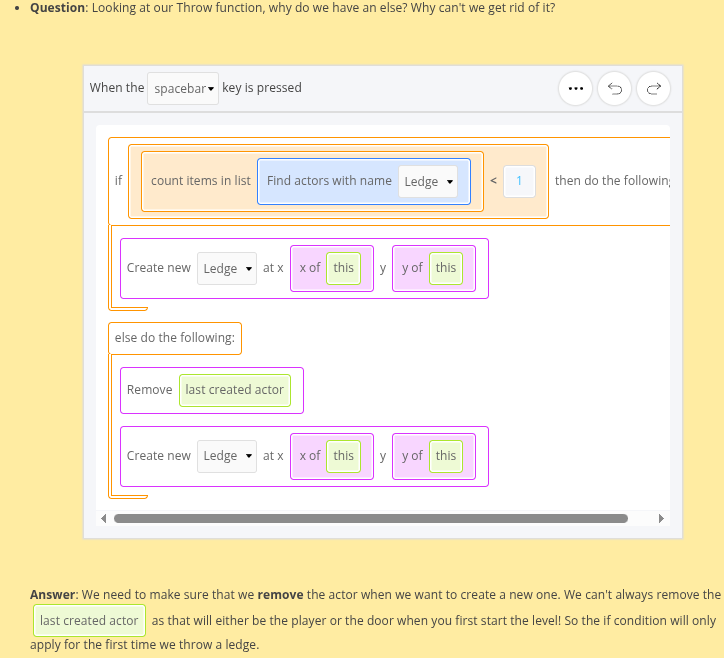 • Question: Looking at our Throw function, why do we have an else? Why can't we get rid of it?
When the spacebar key is pressed
if count items in list Find actors with name Ledge < 1 then do the following
Create new Ledge at x x of this y y of this
else do the following:
Remove last created actor
Create new Ledge at x x of this y y of this
Answer: We need to make sure that we remove the actor when we want to create a new one. We can't always remove the
last created actor as that will either be the player or the door when you first start the level! So the if condition will only
apply for the first time we throw a ledge.